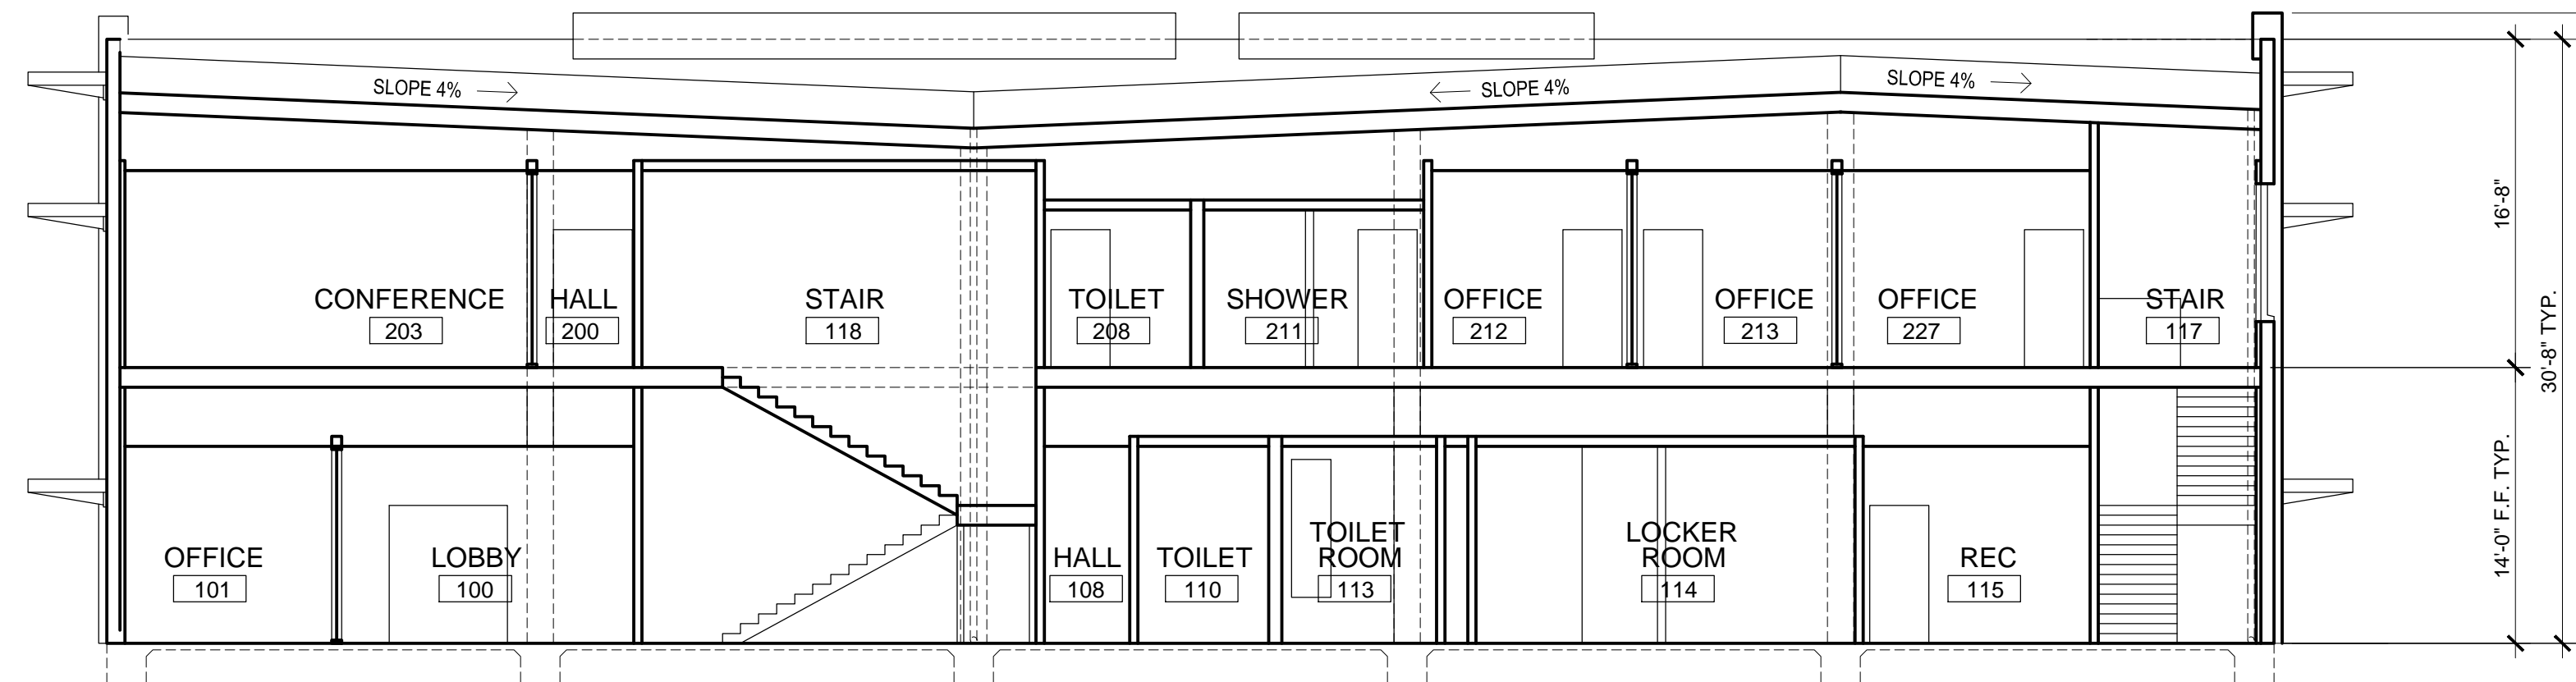 SLOPE 4%
SLOPE 4%
SLOPE 4%
16'-8"
30'-8" TYP.
14'-0" F.F. TYP.
CONFERENCE
203
HALL
200
STAIR
118
TOILET
208
SHOWER
211
OFFICE
212
OFFICE
213
OFFICE
227
STAIR
117
OFFICE
101
LOBBY
100
HALL
108
TOILET
110
TOILET
ROOM
113
LOCKER
ROOM
114
REC
115